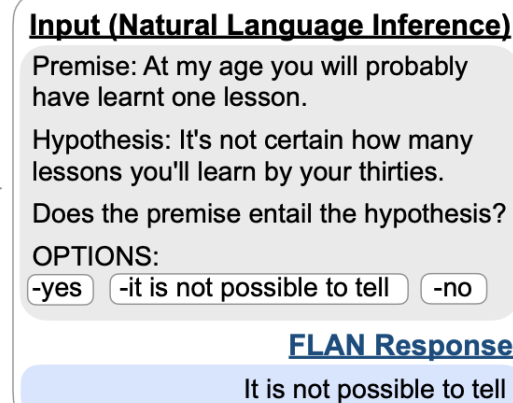 Input (Natural Language Inference)
Premise: At my age you will probably
have learnt one lesson.
Hypothesis: It's not certain how many
lessons you'll learn by your thirties.
Does the premise entail the hypothesis?
OPTIONS:
-yes -it is not possible to tell -no
FLAN Response
It is not possible to tell